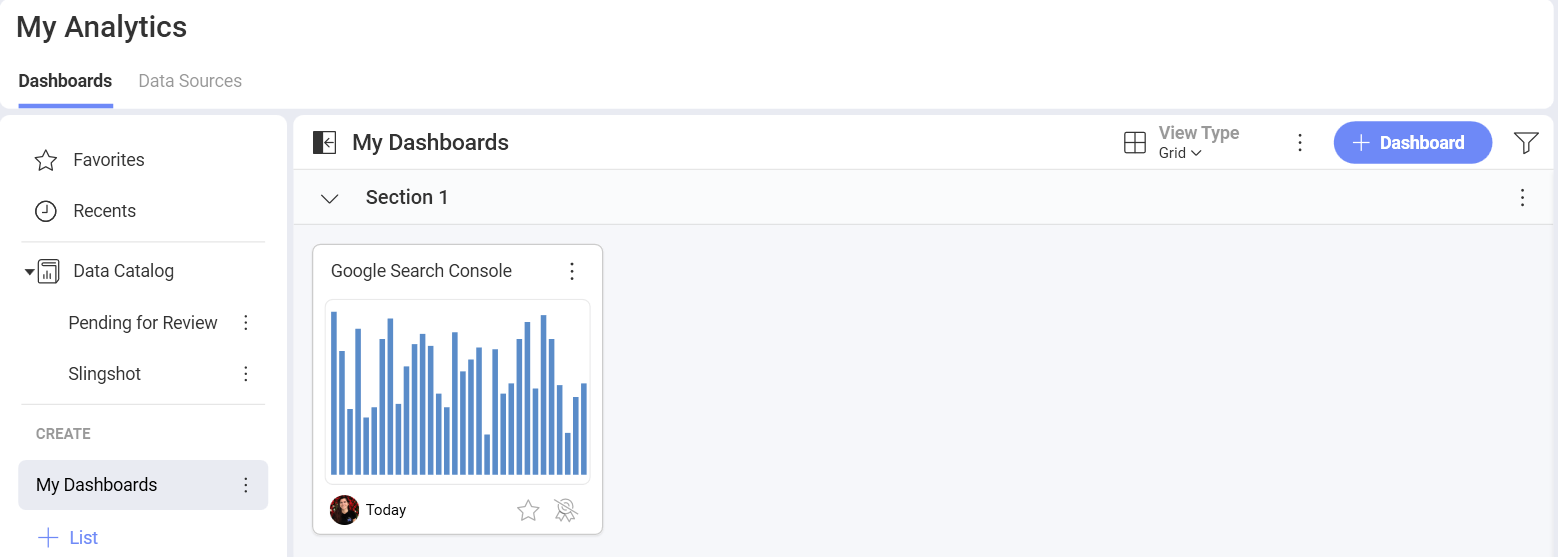 My Analytics
Dashboards Data Sources
Favorites
Recents
Data Catalog
Pending for Review
Slingshot
CREATE
My Dashboards
List
My Dashboards
View Type
Grid
Dashboard
Section 1
Google Search Console
Today